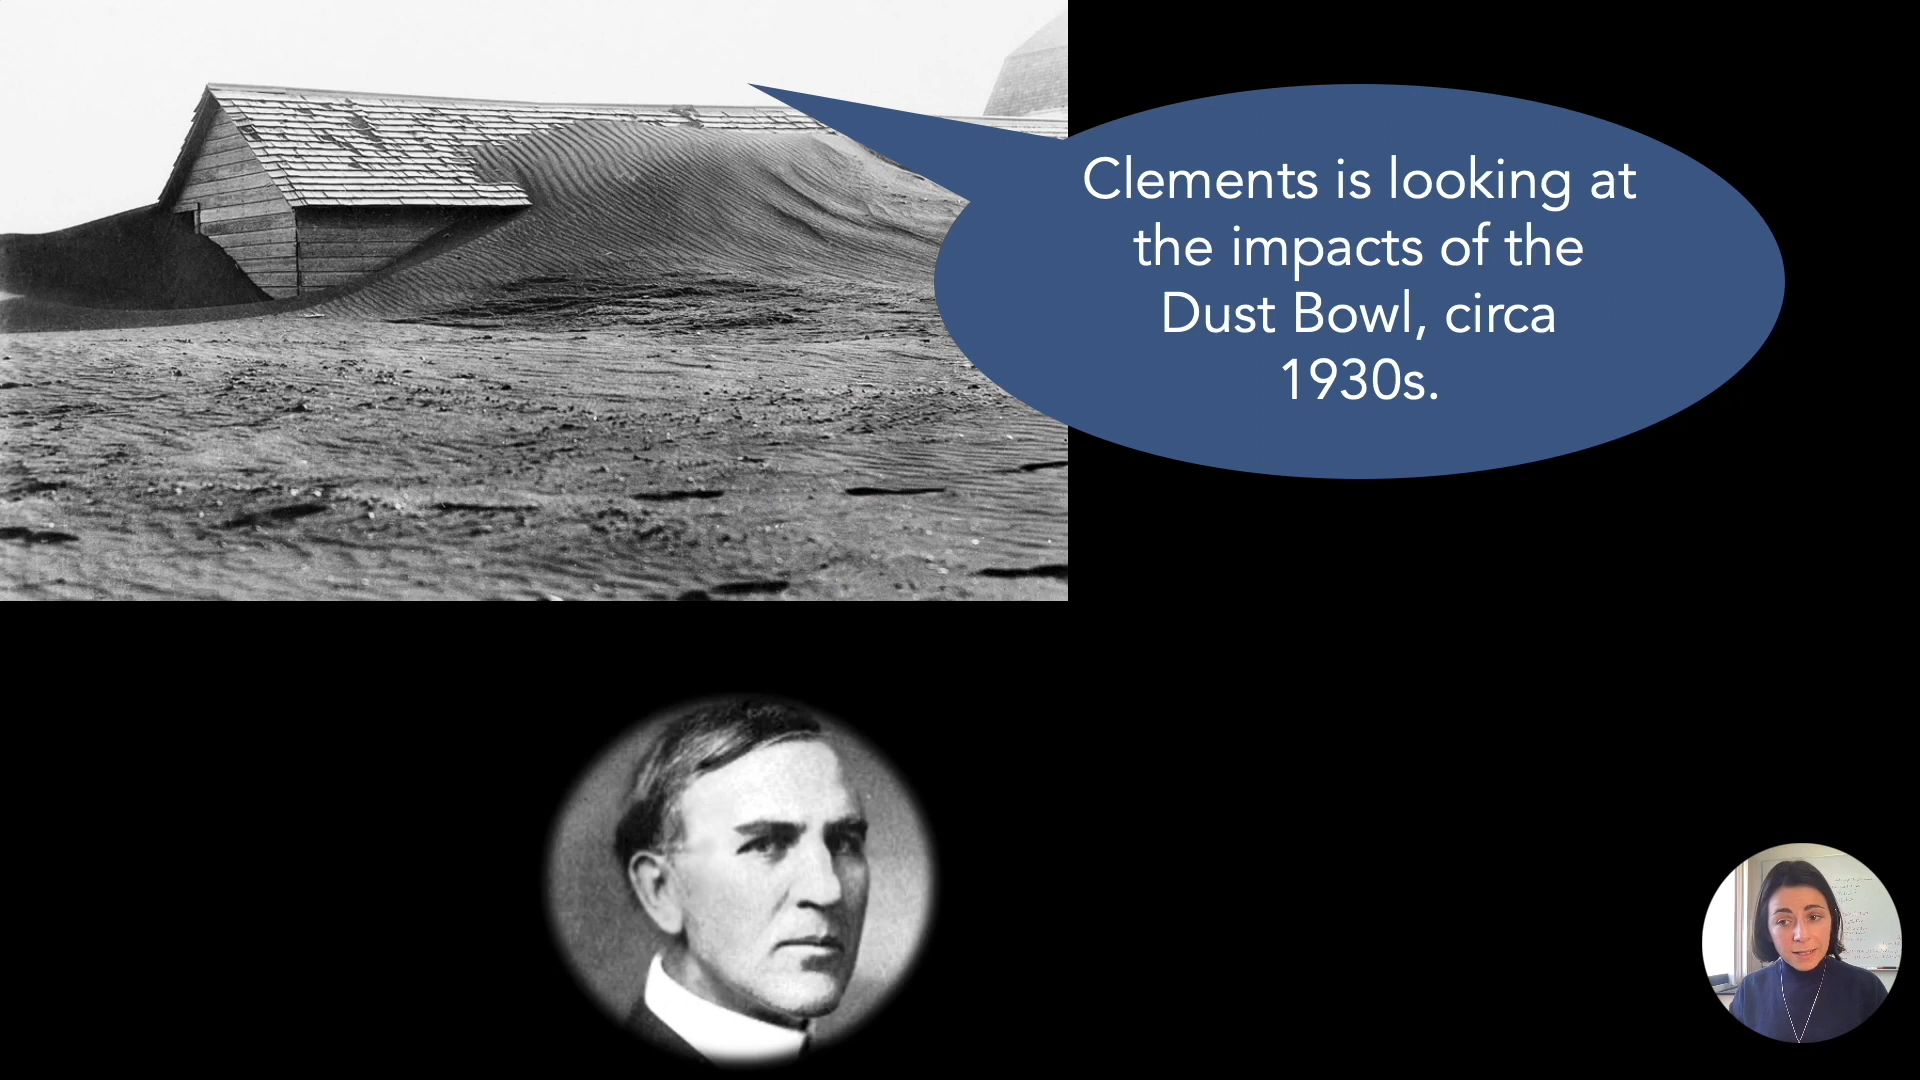 Clements is looking at
the impacts of the
Dust Bowl, circa
1930s.